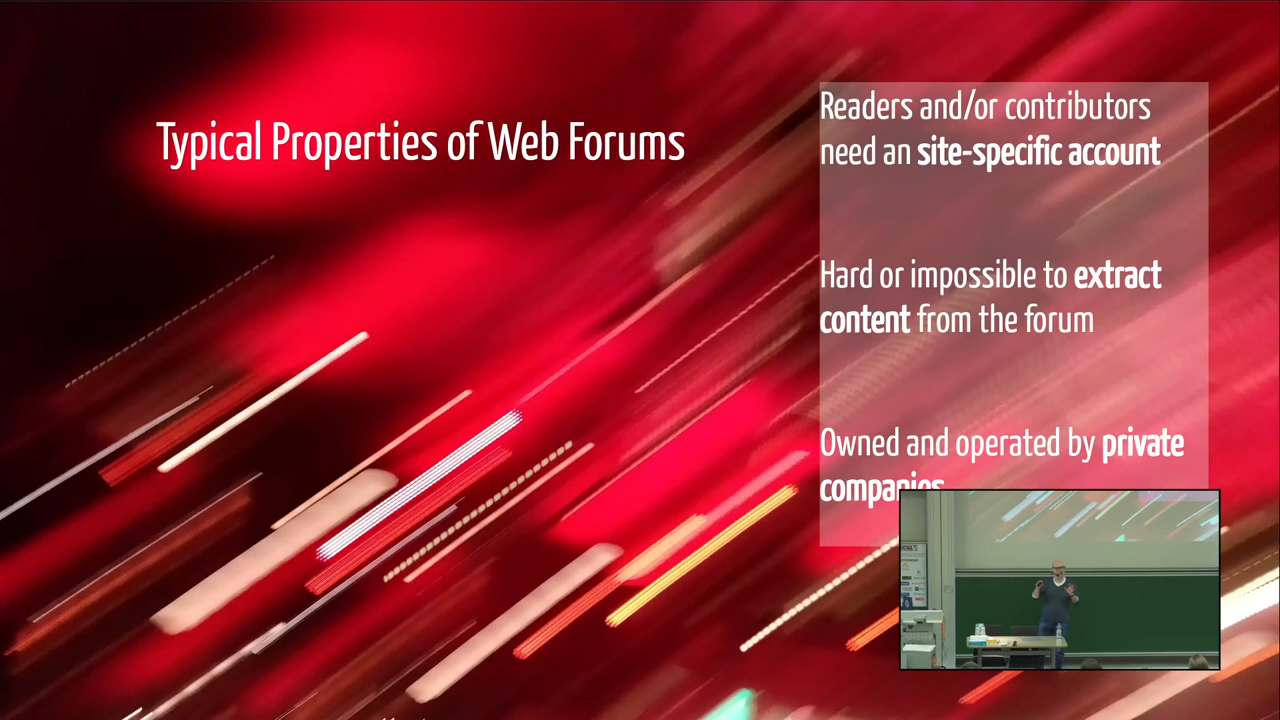 Typical Properties of Web Forums
Readers and/or contributors
need an site-specific account
Hard or impossible to extract
content from the forum
Owned and operated by private
companies